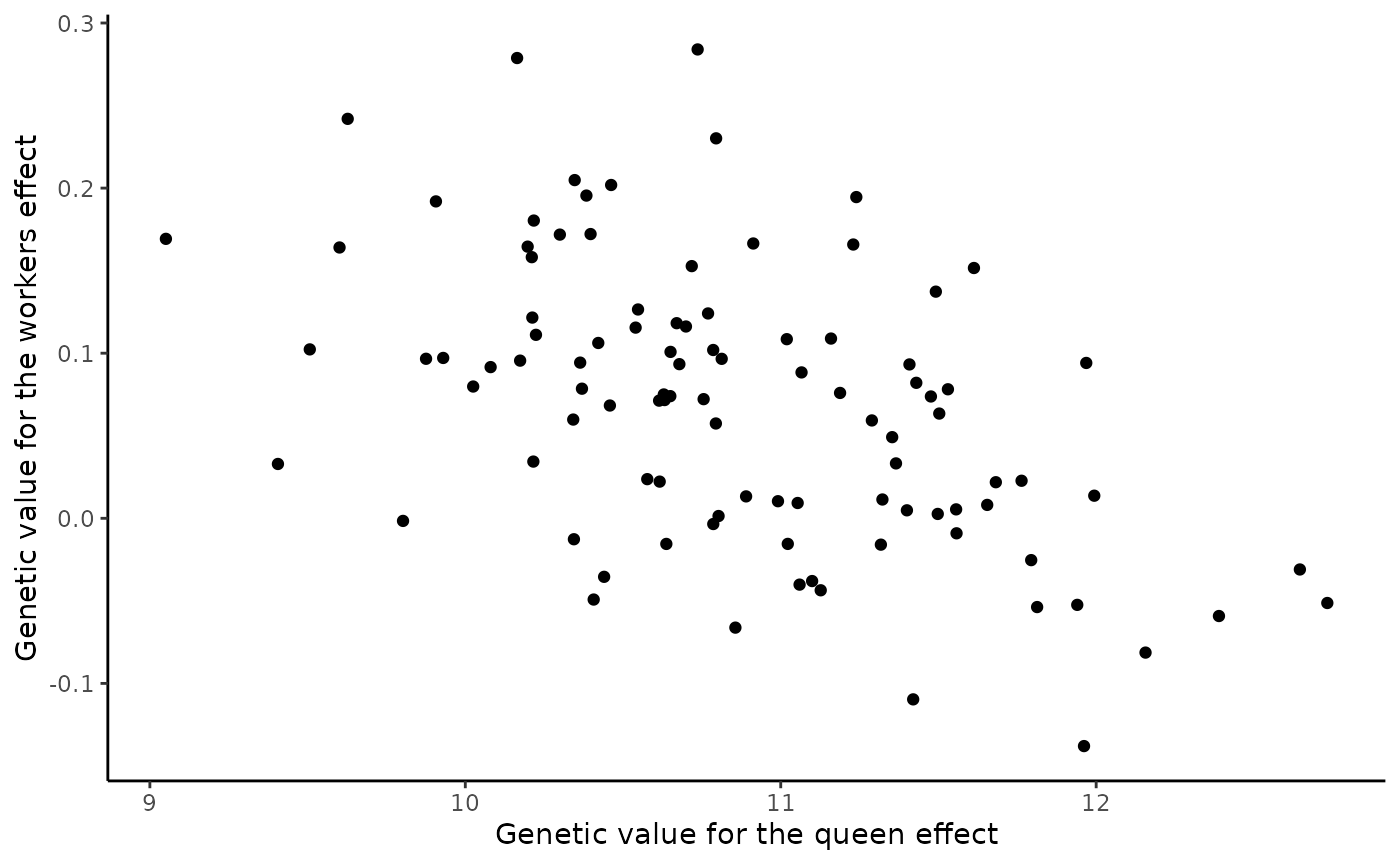 0.3
0.2
0.1
0.0
-0.1
Genetic value for the workers effect
9 10 11 12
Genetic value for the queen effect